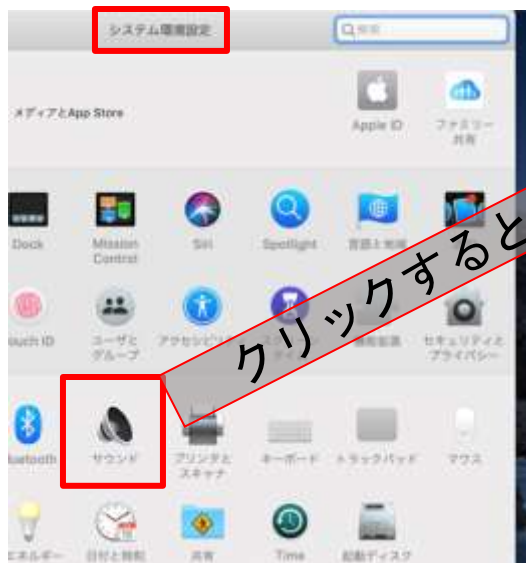 システム環境設定
検索
メディアとApp Store
Apple ID
ファミリー
共有
Dock
Mission
Control
Siri
Spotlight
言語と地域
クリックすると
ouch ID
ユーザと
グループ
アクセシビリ
機能拡張
セキュリティと
プライバシー
luetooth
サウンド
プリンタと
スキャナ
キーボード
トラックパッド
マウス
エネルギー
日付と時刻
共有
Time
起動ディスク